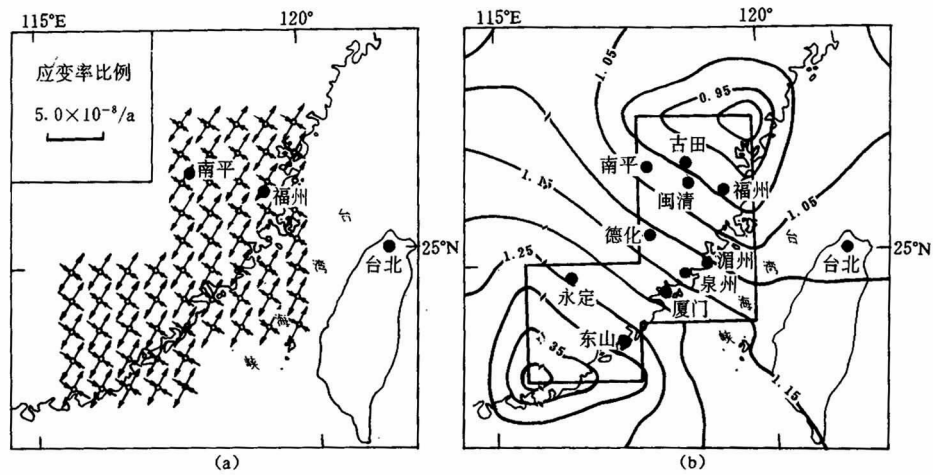 115°E
120°
应变率比例
5.0×10⁻⁸/a
南平
福州
台
湾
海
峡
台北
25°N
(a)
115°E
120°
1.05
0.95
古田
南平
闽清
福州
1.05
1.15
德化
台
湾
25°N
台北
1.25
湄州
泉州
海
永定
厦门
东山
峡
1.35
1.15
(b)